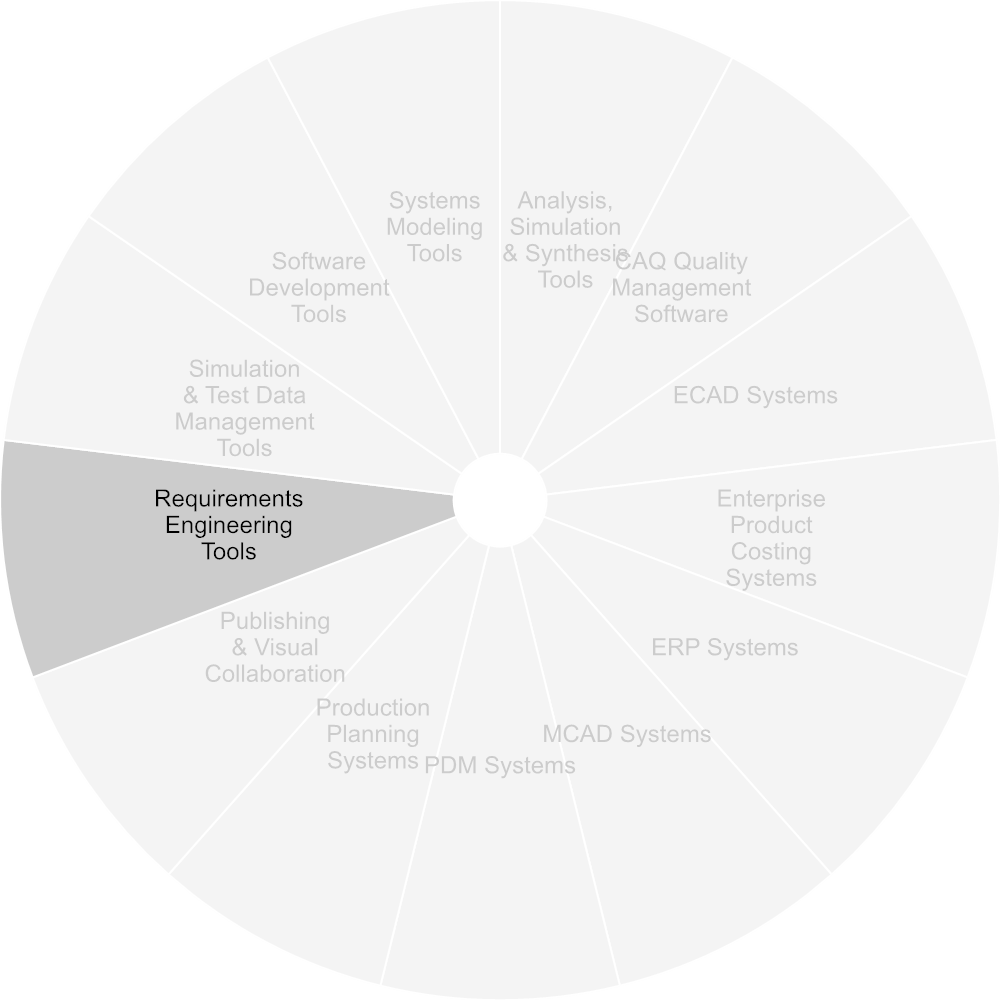 Systems
Modeling
Tools
Analysis,
Simulation
& Synthesis
Tools
CAQ Quality
Management
Software
ECAD Systems
Enterprise
Product
Costing
Systems
ERP Systems
MCAD Systems
PDM Systems
Production
Planning
Systems
Publishing
& Visual
Collaboration
Requirements
Engineering
Tools
Simulation
& Test Data
Management
Tools
Software
Development
Tools